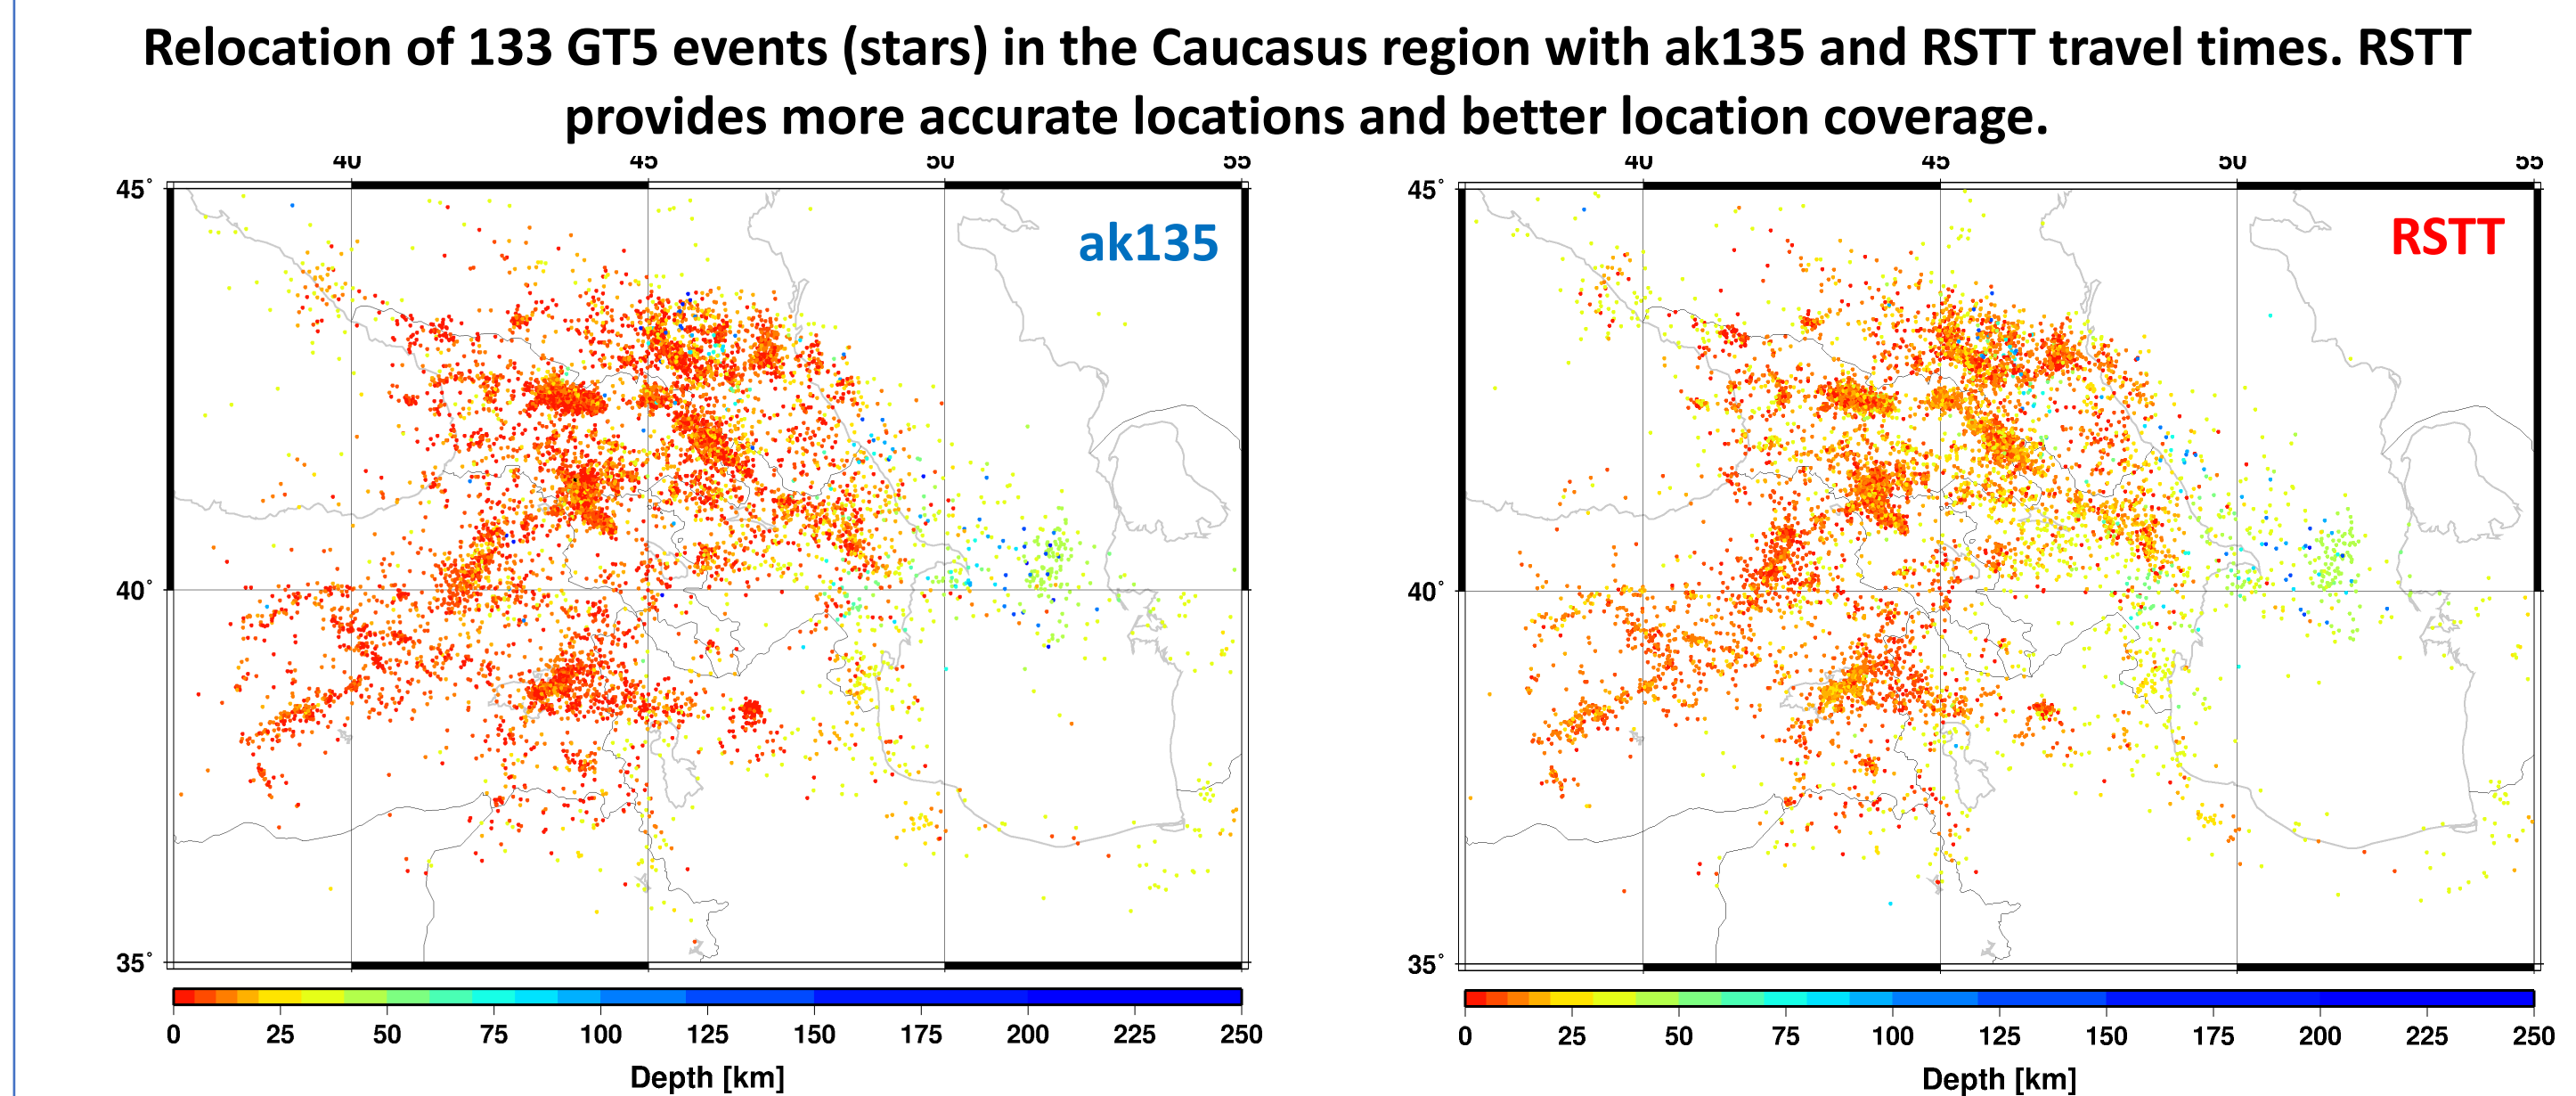 Relocation of 133 GT5 events (stars) in the Caucasus region with ak135 and RSTT travel times. RSTT
provides more accurate locations and better location coverage.
40 45 50 55
45°
ak135
40°
35°
0 25 50 75 100 125 150 175 200 225 250
Depth [km]
40 45 50 55
45°
RSTT
40°
35°
0 25 50 75 100 125 150 175 200 225 250
Depth [km]